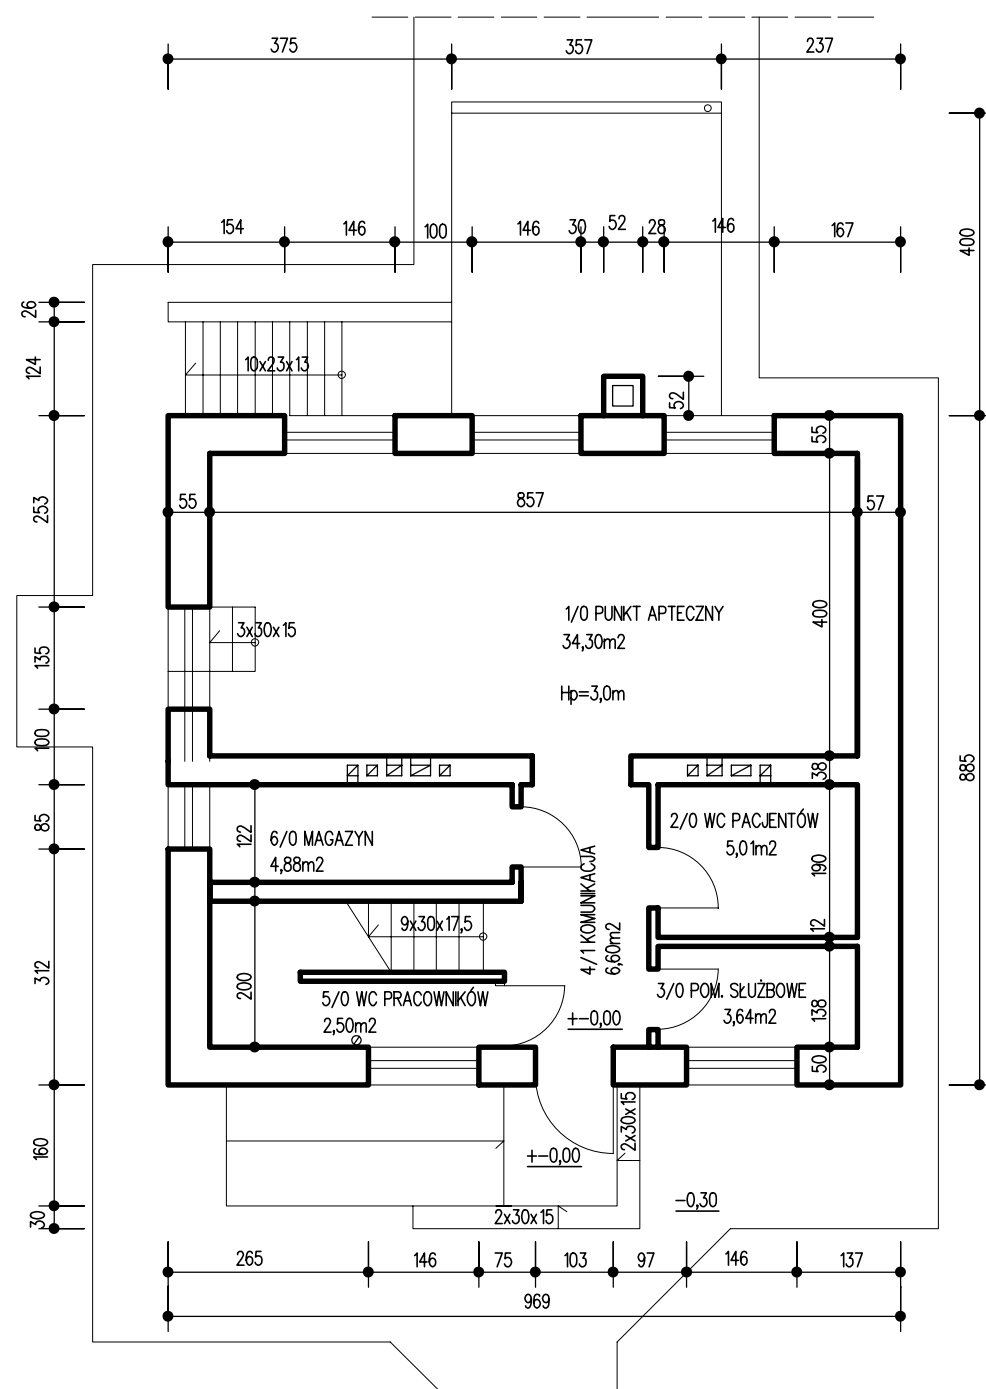 375
357
237
400
154
146
100
146
30
52
28
146
167
26
124
10x23x13
52
55
253
55
857
57
1/0 PUNKT APTECZNY
34,30m2
400
3x30x15
135
Hp=3,0m
100
38
885
85
122
6/0 MAGAZYN
4,88m2
2/0 WC PACJENTÓW
5,01m2
190
4/1 KOMUNIKACJA
6,60m2
9x30x17,5
12
312
200
5/0 WC PRACOWNIKÓW
2,50m2
3/0 POM. SŁUŻBOWE
3,64m2
138
+-0,00
50
160
2x30x15
+-0,00
-0,30
30
2x30x15
265
146
75
103
97
146
137
969